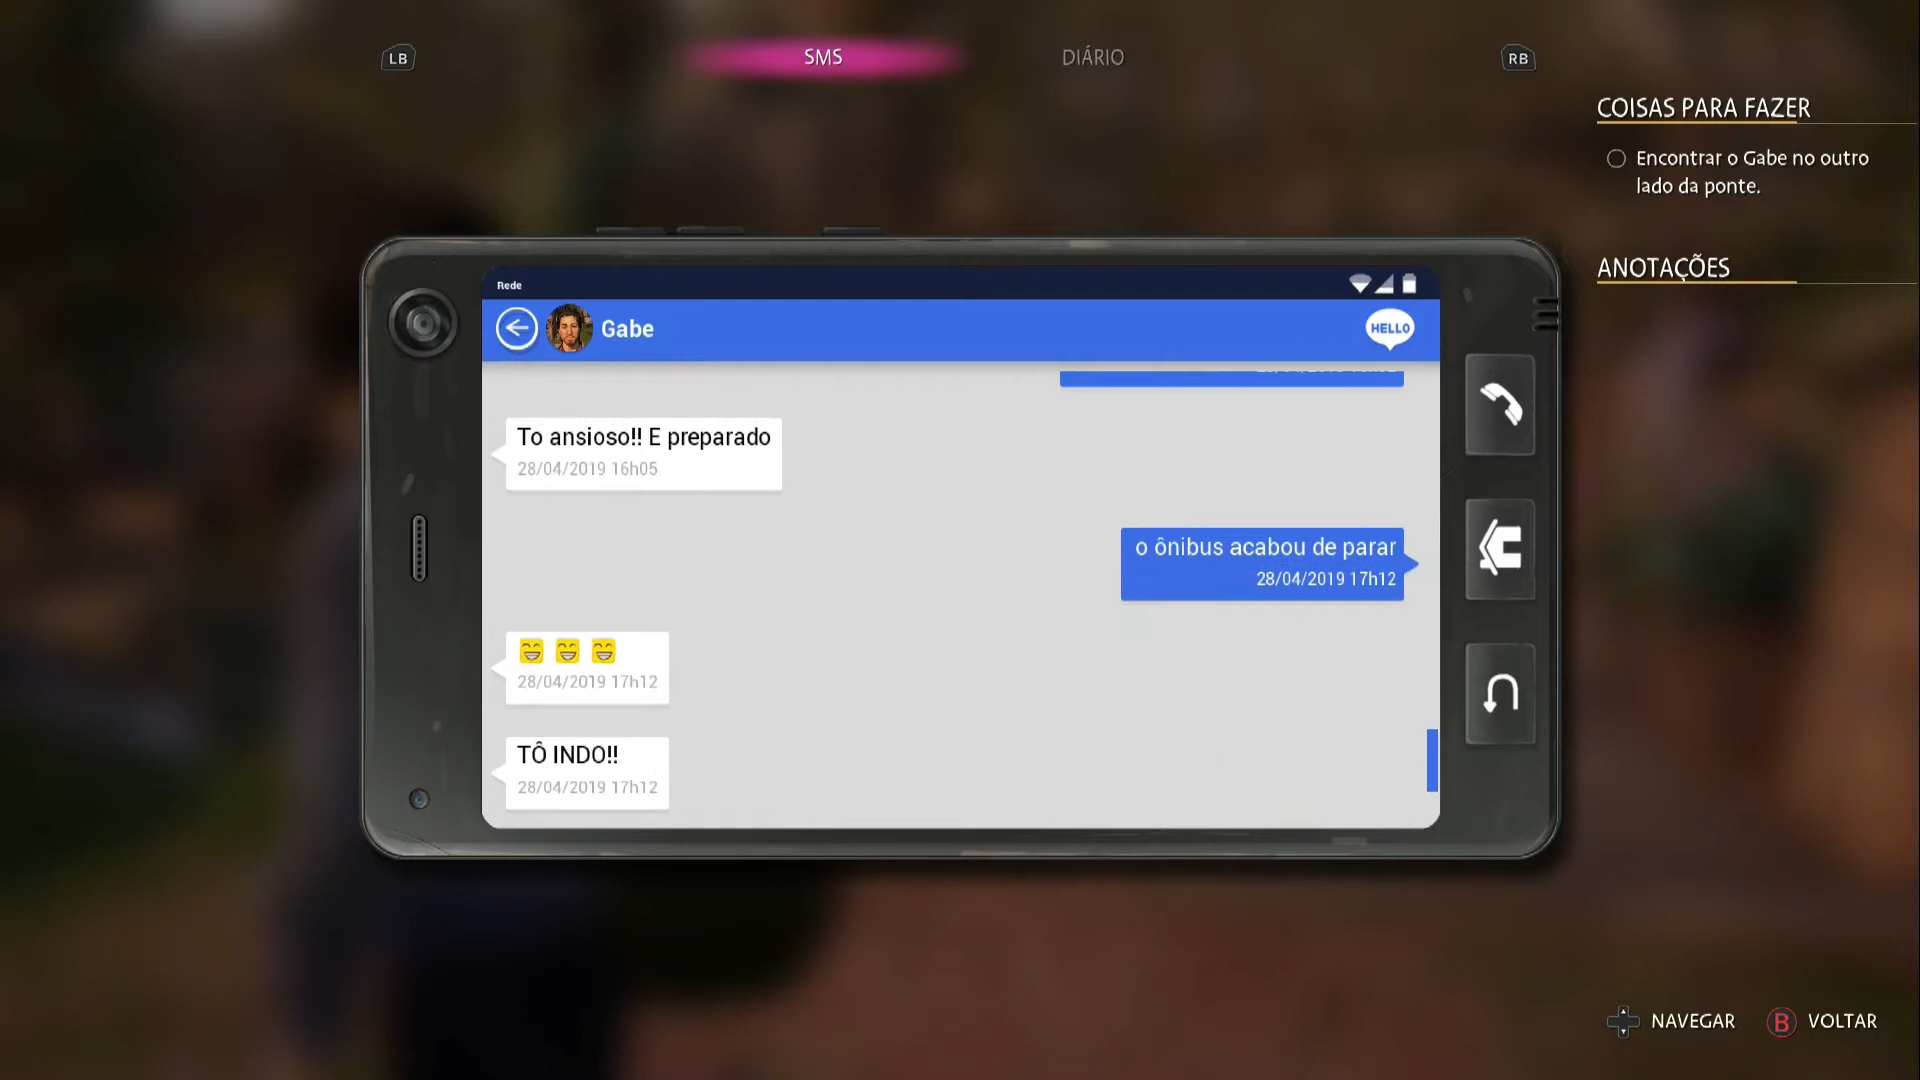 LB
SMS
DIÁRIO
RB
COISAS PARA FAZER
Encontrar o Gabe no outro
lado da ponte.
ANOTAÇÕES
Rede
Gabe
HELLO
To ansioso!! E preparado
28/04/2019 16h05
o ônibus acabou de parar
28/04/2019 17h12
28/04/2019 17h12
TÔ INDO!!
28/04/2019 17h12
NAVEGAR
B VOLTAR